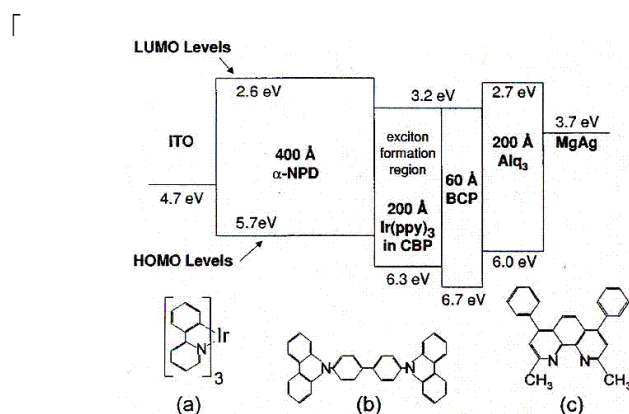 LUMO Levels
2.6 eV
3.2 eV
2.7 eV
3.7 eV
MgAg
ITO
4.7 eV
400 Å
α-NPD
exciton
formation
region
200 Å
Ir(ppy)3
in CBP
60 Å
BCP
200 Å
Alq3
5.7eV
HOMO Levels
6.3 eV
6.7 eV
6.0 eV
Ir
N
3
(a)
N
N
(b)
N
N
CH3
CH3
(c)